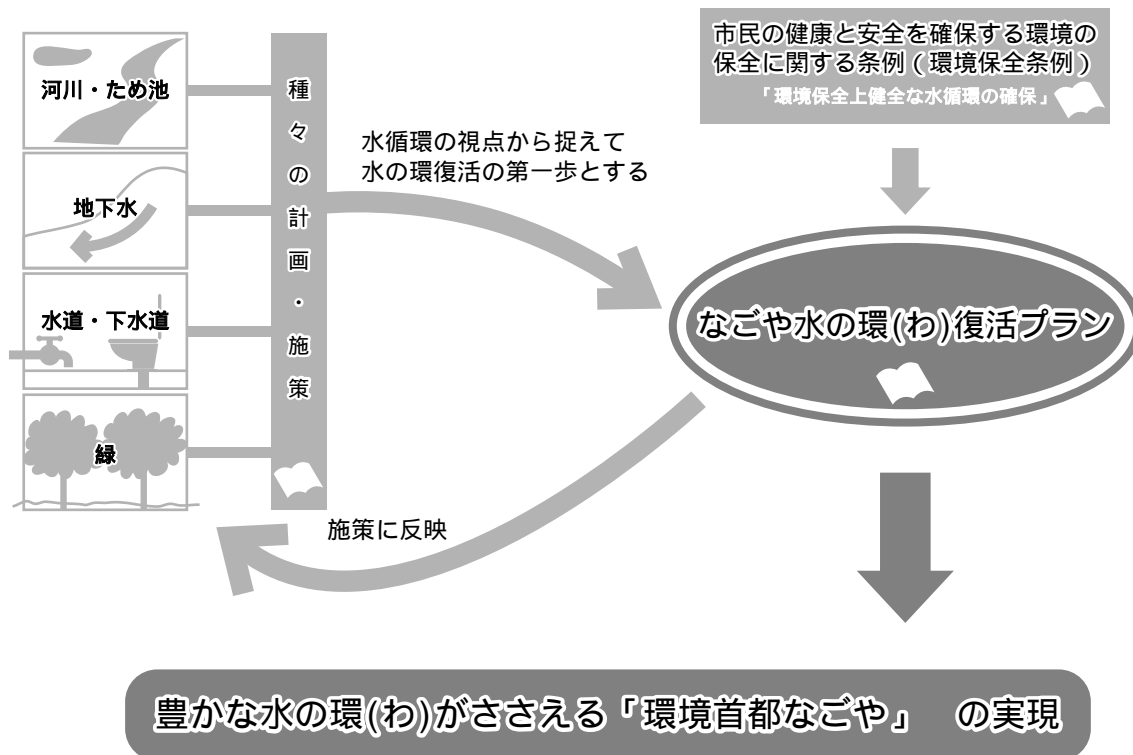 河川・ため池
地下水
水道・下水道
緑
種々の計画・施策
水循環の視点から捉えて
水の環復活の第一歩とする
市民の健康と安全を確保する環境の
保全に関する条例(環境保全条例)
「環境保全上健全な水循環の確保」
なごや水の環(わ)復活プラン
施策に反映
豊かな水の環(わ)がささえる「環境首都なごや」 の実現